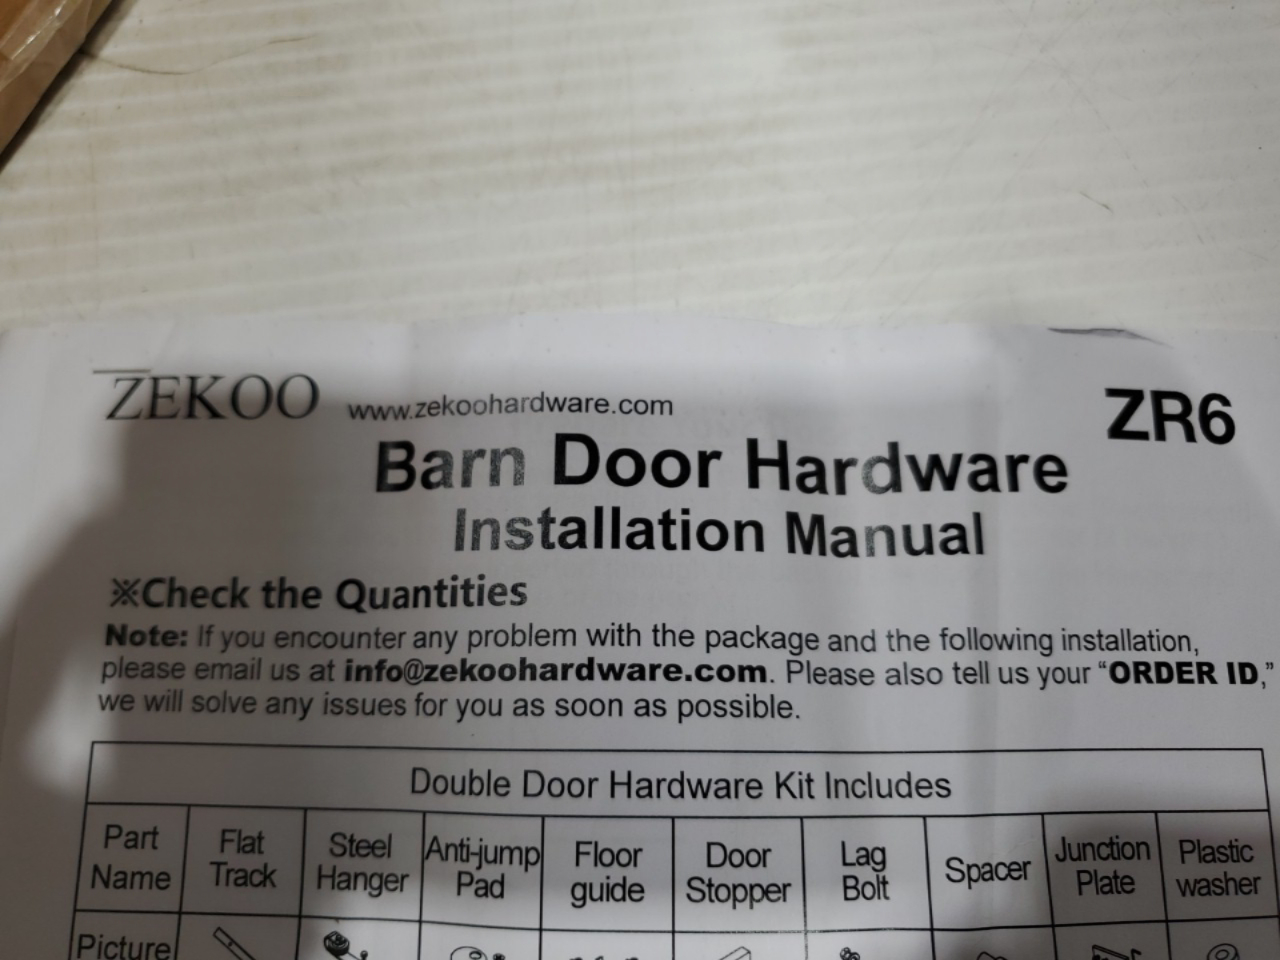 ZEKOO www.zekoohardware.com ZR6
Barn Door Hardware
Installation Manual
※Check the Quantities
Note: If you encounter any problem with the package and the following installation,
please email us at info@zekoohardware.com. Please also tell us your “ORDER ID,”
we will solve any issues for you as soon as possible.
Double Door Hardware Kit Includes
Part Name Flat Track Steel Hanger Anti-jump Pad Floor guide Door Stopper Lag Bolt Spacer Junction Plate Plastic washer
Picture